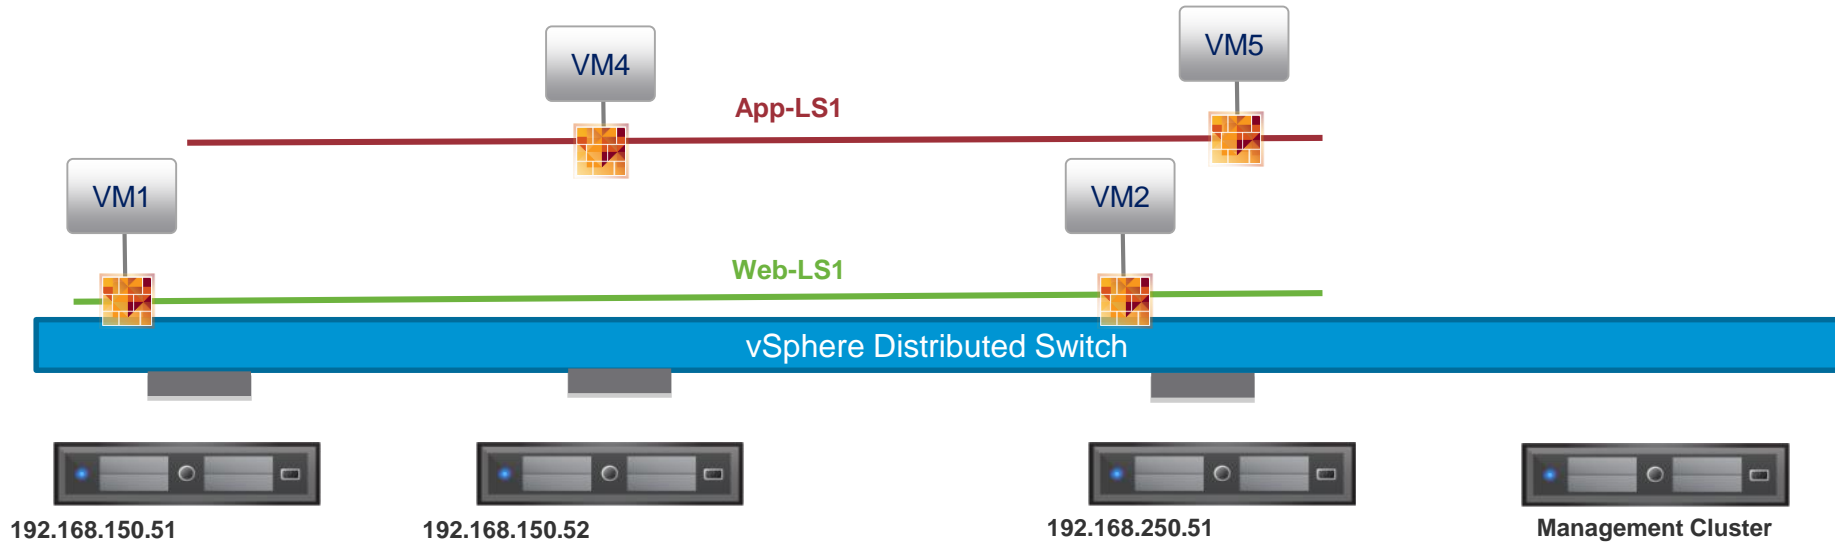 VM4
VM5
App-LS1
VM1
VM2
Web-LS1
vSphere Distributed Switch
192.168.150.51
192.168.150.52
192.168.250.51
Management Cluster